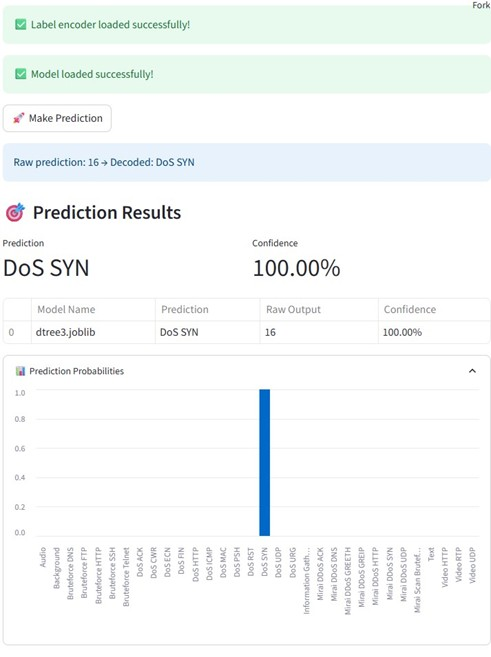 Fork
✅ Label encoder loaded successfully!
✅ Model loaded successfully!
🚀 Make Prediction
Raw prediction: 16 → Decoded: DoS SYN
🎯 Prediction Results
Prediction Confidence
DoS SYN 100.00%
Model Name Prediction Raw Output Confidence
0 dtree3.joblib DoS SYN 16 100.00%
📊 Prediction Probabilities
1.0
0.8
0.6
0.4
0.2
0.0
Audio
Background
Bruteforce DNS
Bruteforce FTP
Bruteforce HTTP
Bruteforce SSH
Bruteforce Telnet
DoS ACK
DoS CWR
DoS ECN
DoS FIN
DoS HTTP
DoS ICMP
DoS MAC
DoS PSH
DoS RST
DoS SYN
DoS UDP
DoS URG
Information Gath…
Mirai DDoS ACK
Mirai DDoS DNS
Mirai DDoS GREETH
Mirai DDoS GREIP
Mirai DDoS HTTP
Mirai DDoS SYN
Mirai DDoS UDP
Mirai Scan Brutef…
Text
Video HTTP
Video RTP
Video UDP